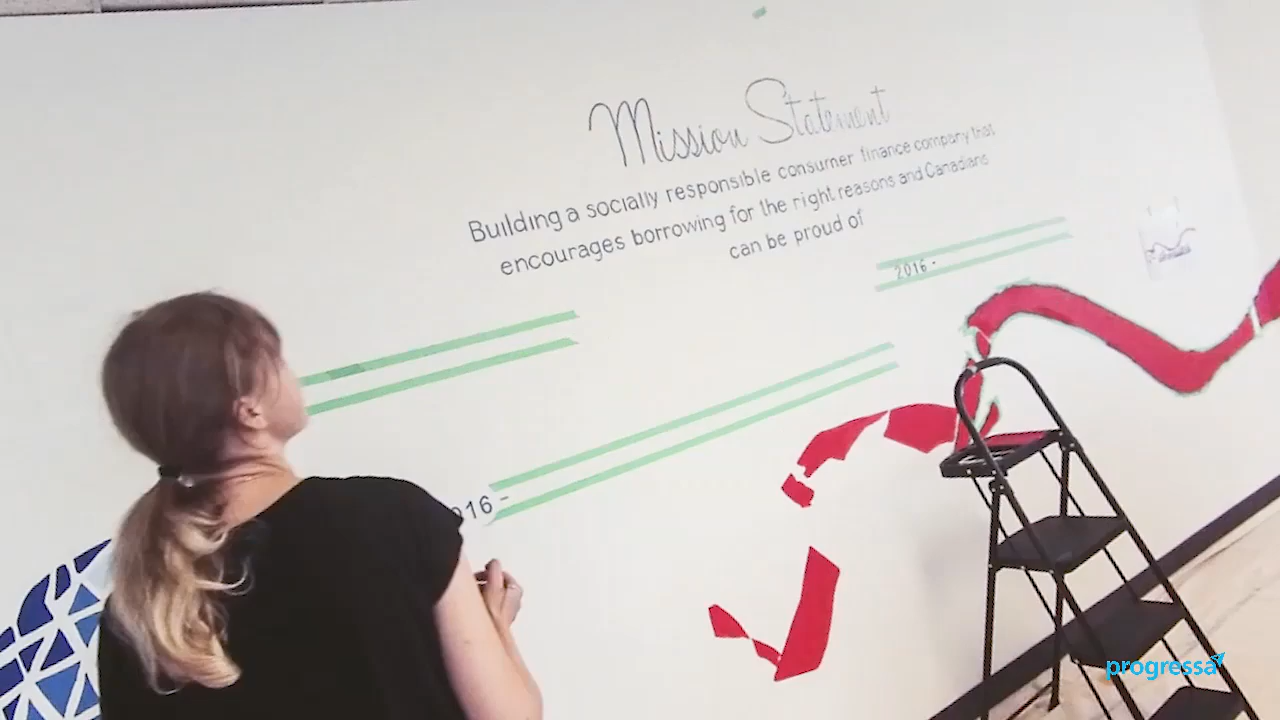 Mission Statement
Building a socially responsible consumer finance company that
encourages borrowing for the right reasons and Canadians
can be proud of
2016 -
016 -
progressa